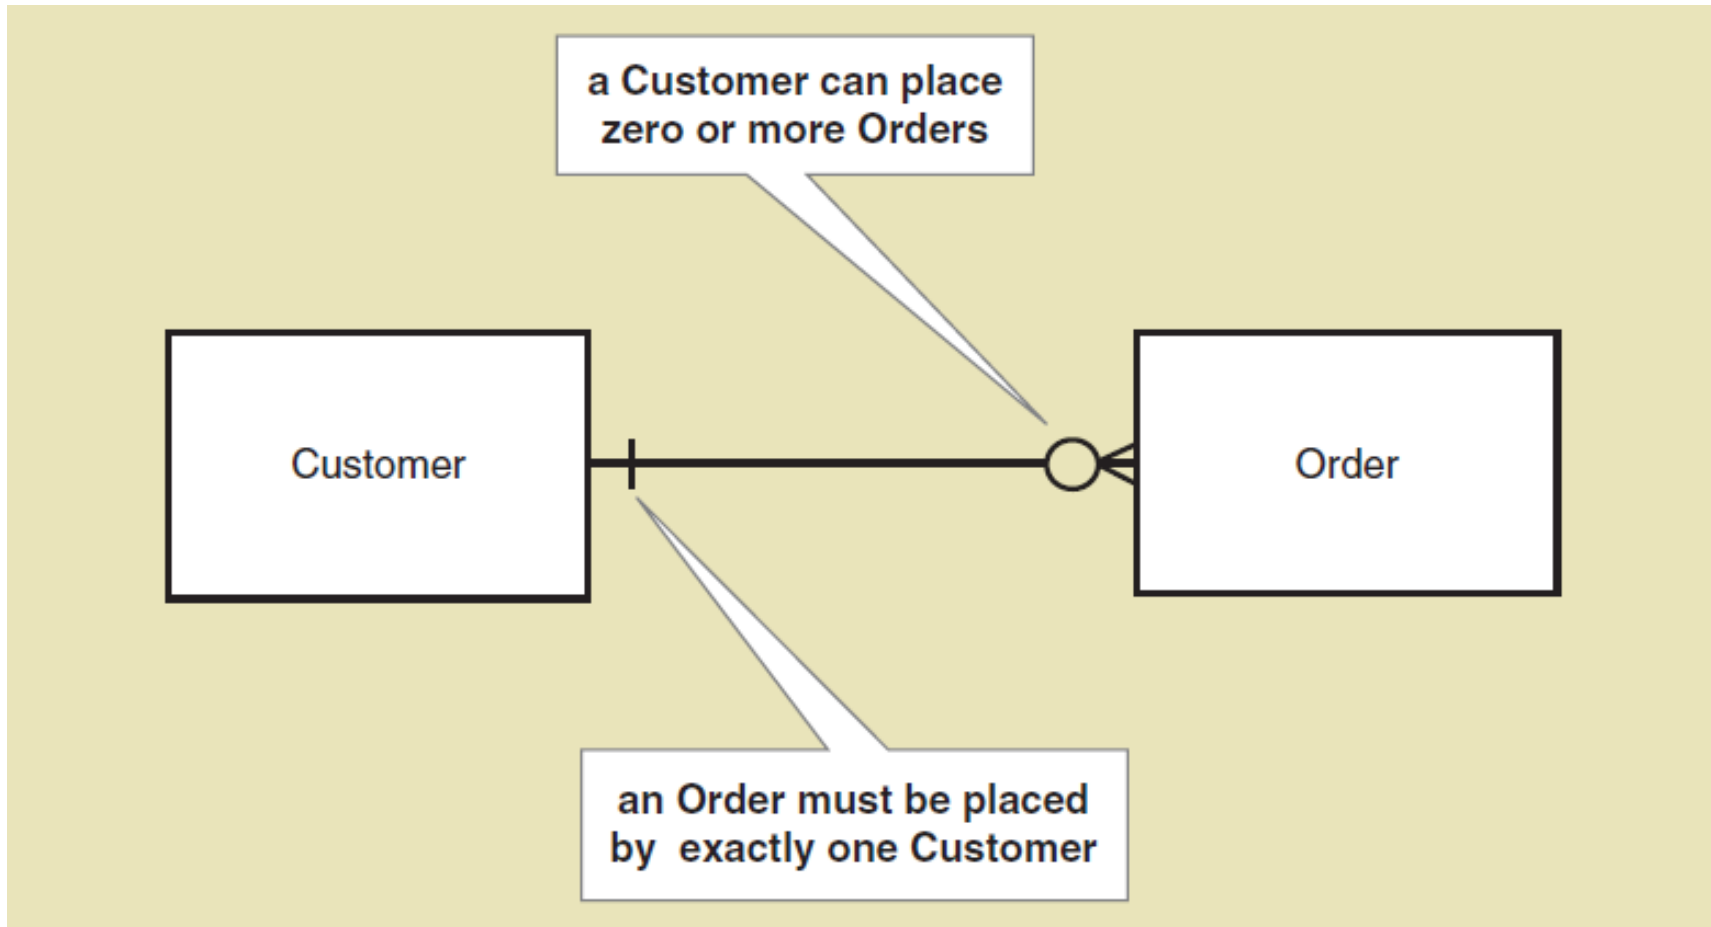 a Customer can place
zero or more Orders
Customer
Order
an Order must be placed
by exactly one Customer